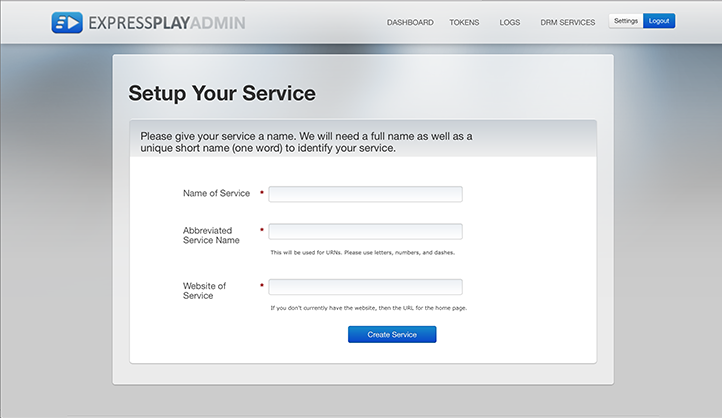 EXPRESSPLAYADMIN
DASHBOARD TOKENS LOGS DRM SERVICES Settings Logout
Setup Your Service
Please give your service a name. We will need a full name as well as a
unique short name (one word) to identify your service.
Name of Service *
Abbreviated *
Service Name
This will be used for URNs. Please use letters, numbers, and dashes.
Website of *
Service
If you don't currently have the website, then the URL for the home page.
Create Service